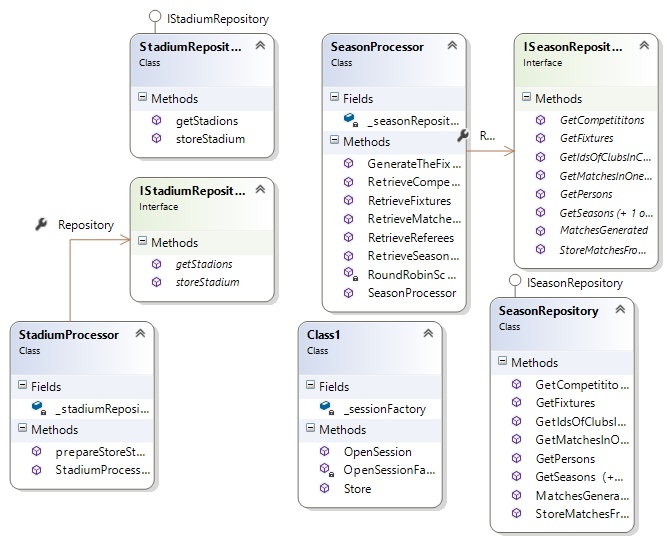 IStadiumRepository
StadiumReposit...
Class
Methods
getStadions
storeStadium
SeasonProcessor
Class
Fields
_seasonReposit...
Methods
GenerateTheFix...
RetrieveCompe...
RetrieveFixtures
RetrieveMatche...
RetrieveReferees
RetrieveSeason...
RoundRobinSc...
SeasonProcessor
R...
ISeasonReposit...
Interface
Methods
GetCompetititons
GetFixtures
GetIdsOfClubsInC...
GetMatchesInOne...
GetPersons
GetSeasons (+ 1 o...
MatchesGenerated
StoreMatchesFro...
IStadiumReposit...
Interface
Methods
getStadions
storeStadium
Repository
StadiumProcessor
Class
Fields
_stadiumReposi...
Methods
prepareStoreSt...
StadiumProcess...
Class1
Class
Fields
_sessionFactory
Methods
OpenSession
OpenSessionFa...
Store
ISeasonRepository
SeasonRepository
Class
Methods
GetCompetitito...
GetFixtures
GetIdsOfClubsI...
GetMatchesInO...
GetPersons
GetSeasons (+...
MatchesGenera...
StoreMatchesFr...